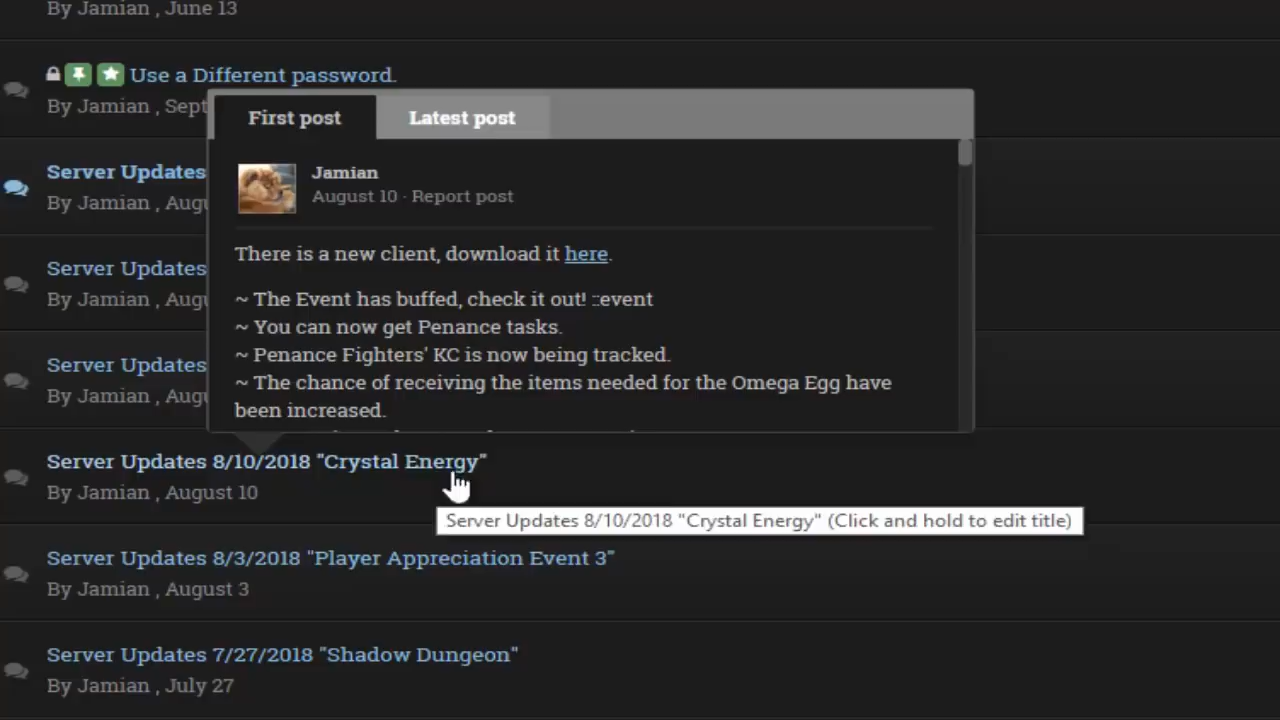 By Jamian , June 13
Use a Different password.
By Jamian , Sept
First post
Latest post
Server Updates
By Jamian , Augu
Jamian
August 10 · Report post
There is a new client, download it here.
Server Updates
By Jamian , Augu
~ The Event has buffed, check it out! ::event
~ You can now get Penance tasks.
~ Penance Fighters' KC is now being tracked.
~ The chance of receiving the items needed for the Omega Egg have
been increased.
Server Updates
By Jamian , Augu
Server Updates 8/10/2018 "Crystal Energy"
By Jamian , August 10
Server Updates 8/10/2018 "Crystal Energy" (Click and hold to edit title)
Server Updates 8/3/2018 "Player Appreciation Event 3"
By Jamian , August 3
Server Updates 7/27/2018 "Shadow Dungeon"
By Jamian , July 27